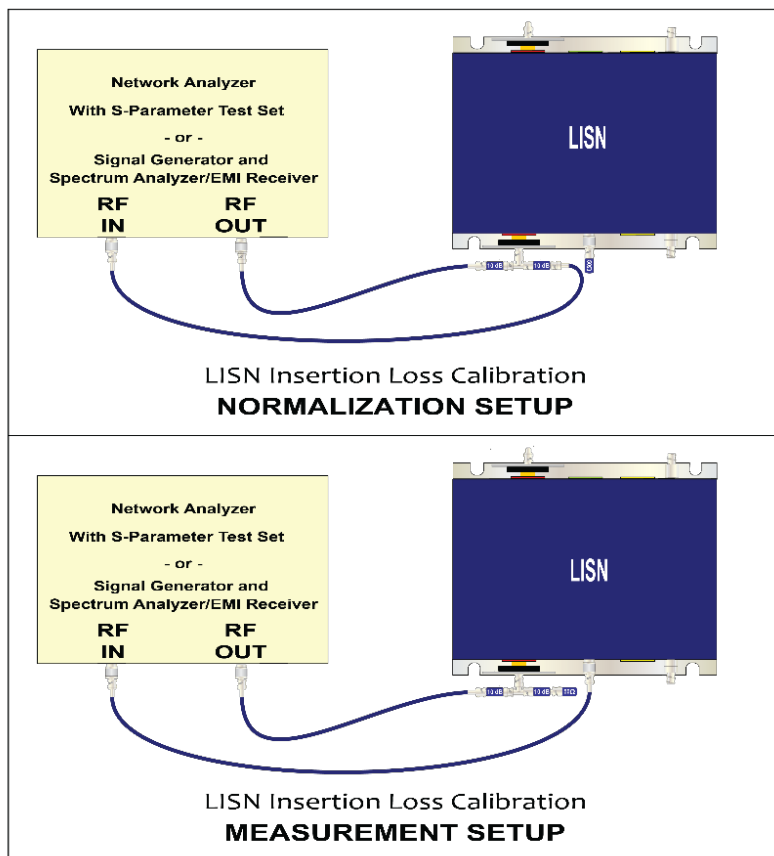 Network Analyzer
With S-Parameter Test Set
- or -
Signal Generator and
Spectrum Analyzer/EMI Receiver
RF
IN
RF
OUT
LISN
10 dB
10 dB
LISN Insertion Loss Calibration
NORMALIZATION SETUP
Network Analyzer
With S-Parameter Test Set
- or -
Signal Generator and
Spectrum Analyzer/EMI Receiver
RF
IN
RF
OUT
LISN
10 dB
10 dB
LISN Insertion Loss Calibration
MEASUREMENT SETUP